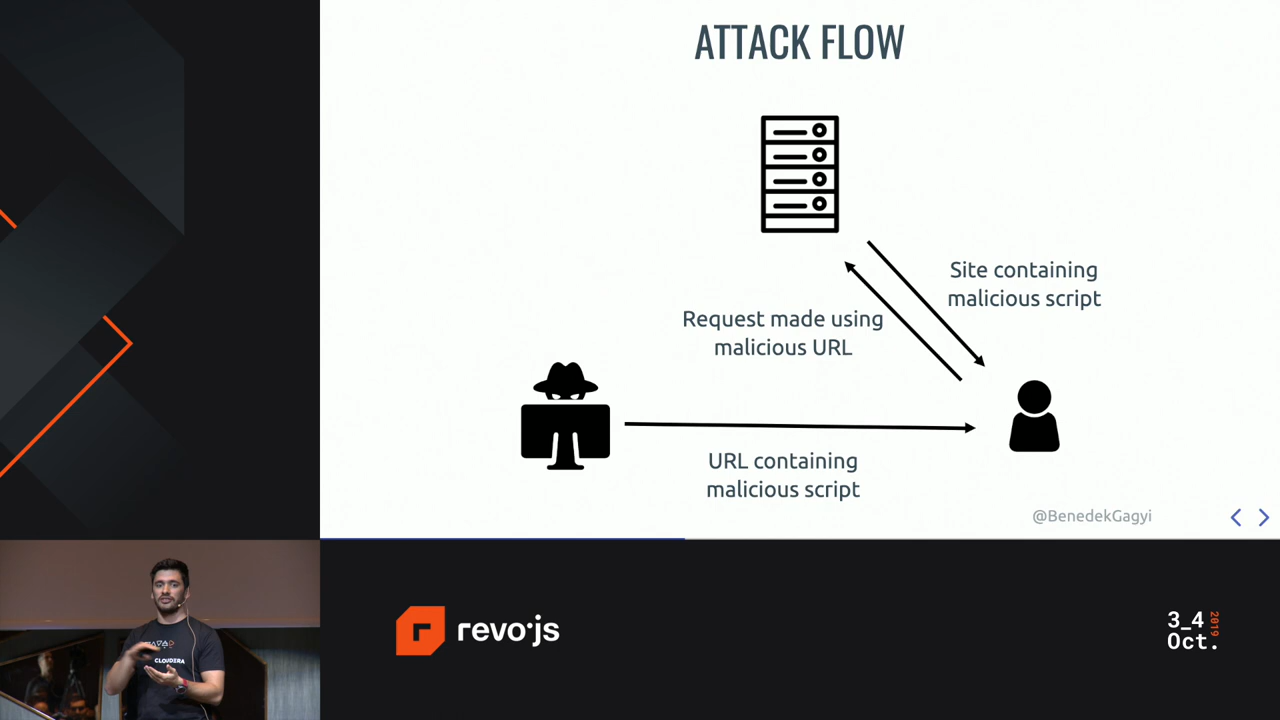 ATTACK FLOW
Site containing
malicious script
Request made using
malicious URL
URL containing
malicious script
@BenedekGagyi
CLOUDERA
revo.js
3_4
Oct.
2019